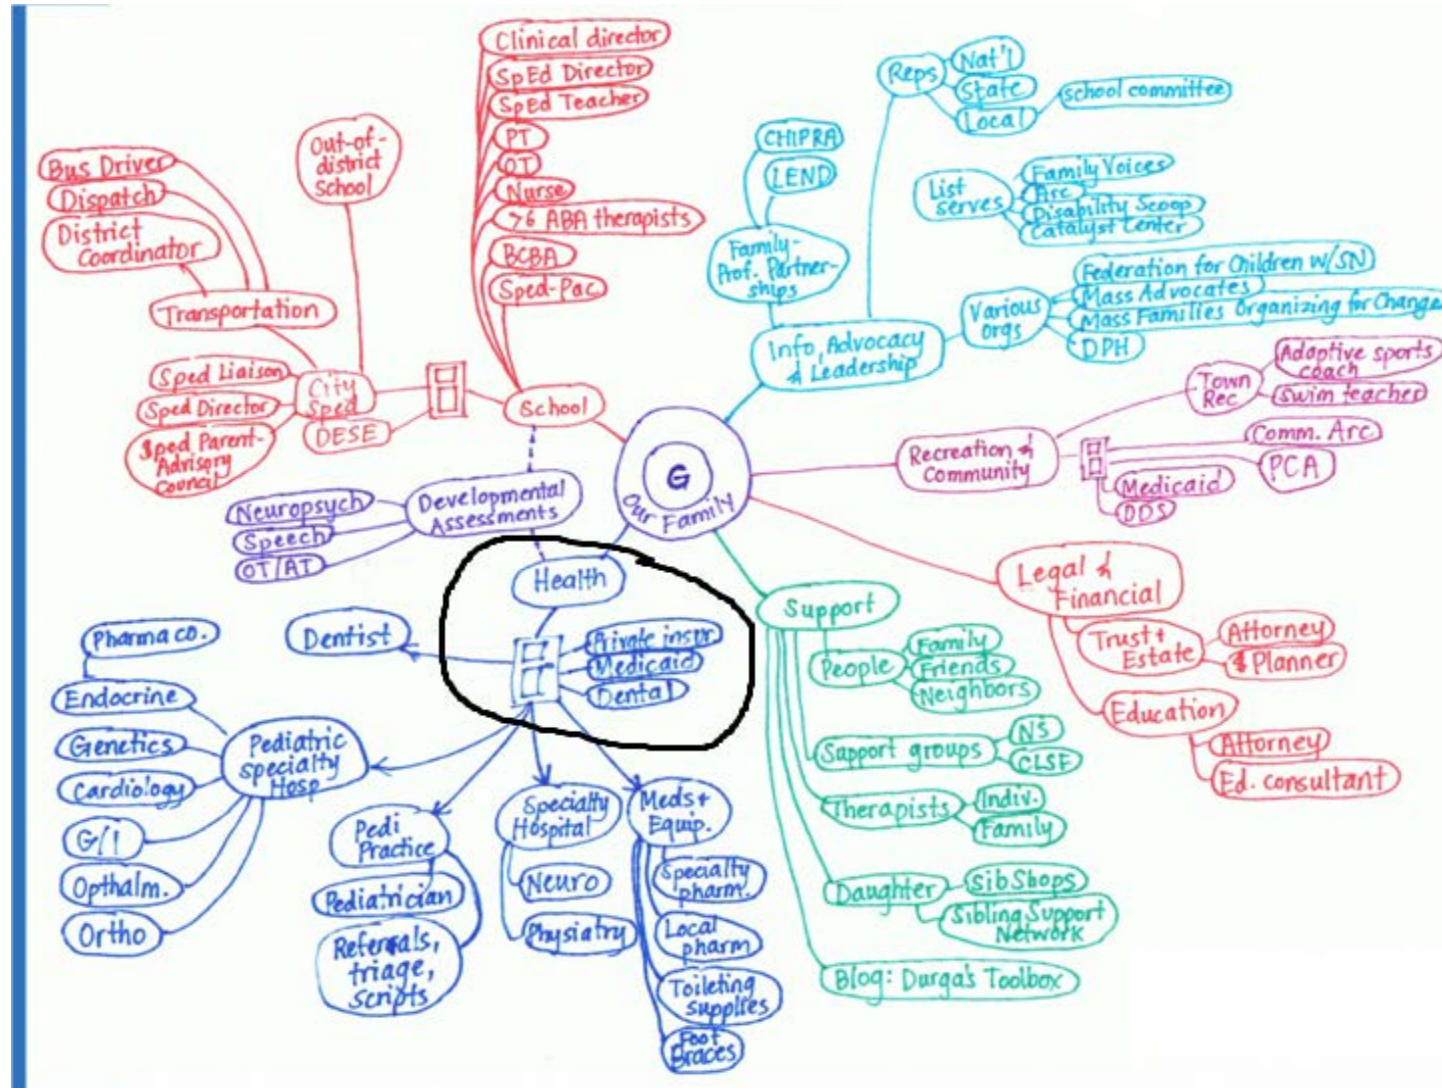 Clinical director
SpEd Director
SpEd Teacher
PT
OT
Nurse
>6 ABA therapists
BCBA
Sped-Pac
Out-of-
district
School
Bus Driver
Dispatch
District
Coordinator
Transportation
Sped Liaison
Sped Director
Sped Parent-
Advisory
Council
City
Sped
DESE
School
Reps
Nat'l
State
Local
school committee
CHIPRA
LEND
Family-
Prof. Partner-
ships
List
serves
Family Voices
Arc
Disability Scoop
Catalyst Center
Various
orgs
Federation for Children w/SN
Mass Advocates
Mass Families Organizing for Change
DPH
Info, Advocacy
& Leadership
Town
Rec
Adaptive sports
coach
Swim teacher
Recreation &
Community
Comm. Arc
PCA
Medicaid
DDS
G
Our Family
Developmental
Assessments
Neuropsych
Speech
OT/AT
Health
Private insur.
Medicaid
Dental
Dentist
Pharma co.
Endocrine
Genetics
Cardiology
G/I
Opthalm.
Ortho
Pediatric
specialty
Hosp
Pedi
Practice
Pediatrician
Referrals,
triage,
scripts
Specialty
Hospital
Neuro
Physiatry
Meds+
Equip.
Specialty
pharm.
Local
pharm
Toileting
supplies
Foot
Braces
Support
People
Family
Friends
Neighbors
Support groups
NS
CLSF
Therapists
Indiv.
Family
Daughter
SibShops
Sibling Support
Network
Blog: Durga's Toolbox
Legal &
Financial
Trust +
Estate
Attorney
$ Planner
Education
Attorney
Ed. consultant